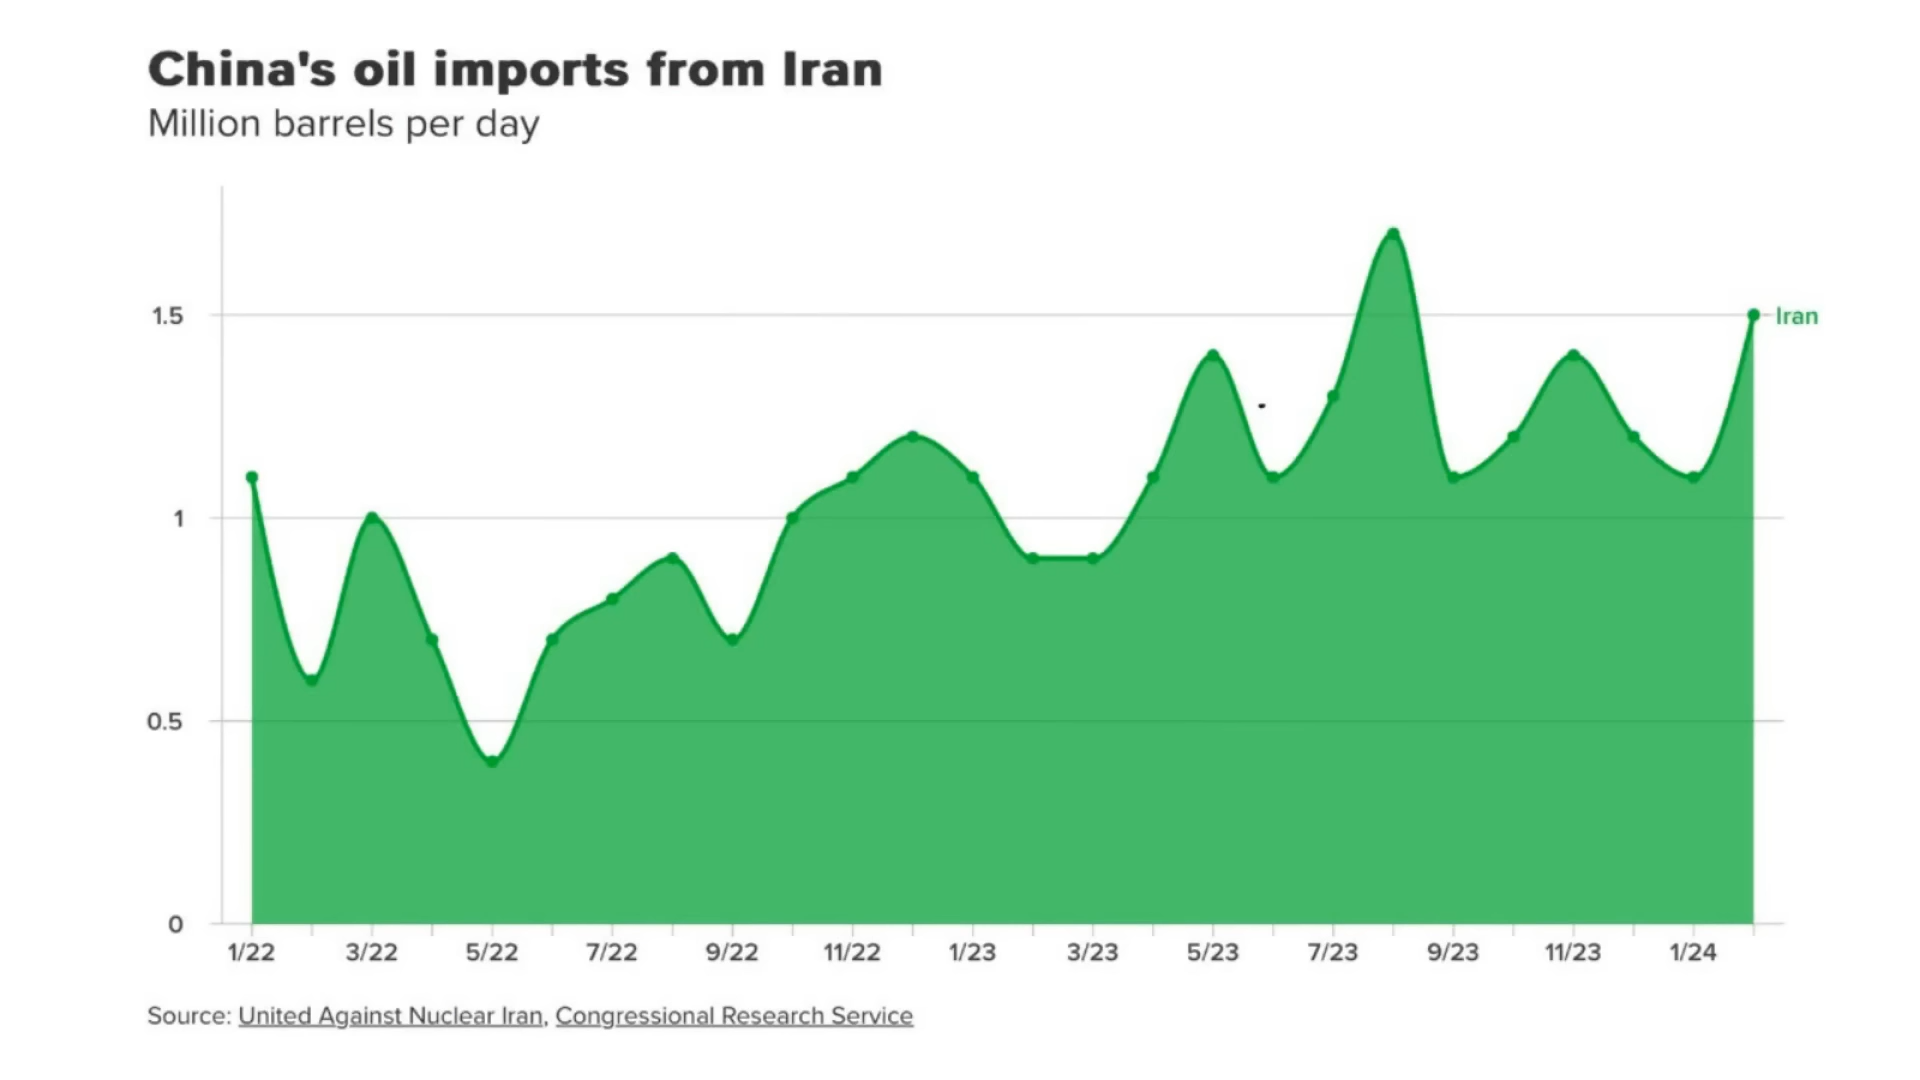 China's oil imports from Iran
Million barrels per day
1.5
Iran
1
0.5
0
1/22 3/22 5/22 7/22 9/22 11/22 1/23 3/23 5/23 7/23 9/23 11/23 1/24
Source: United Against Nuclear Iran, Congressional Research Service